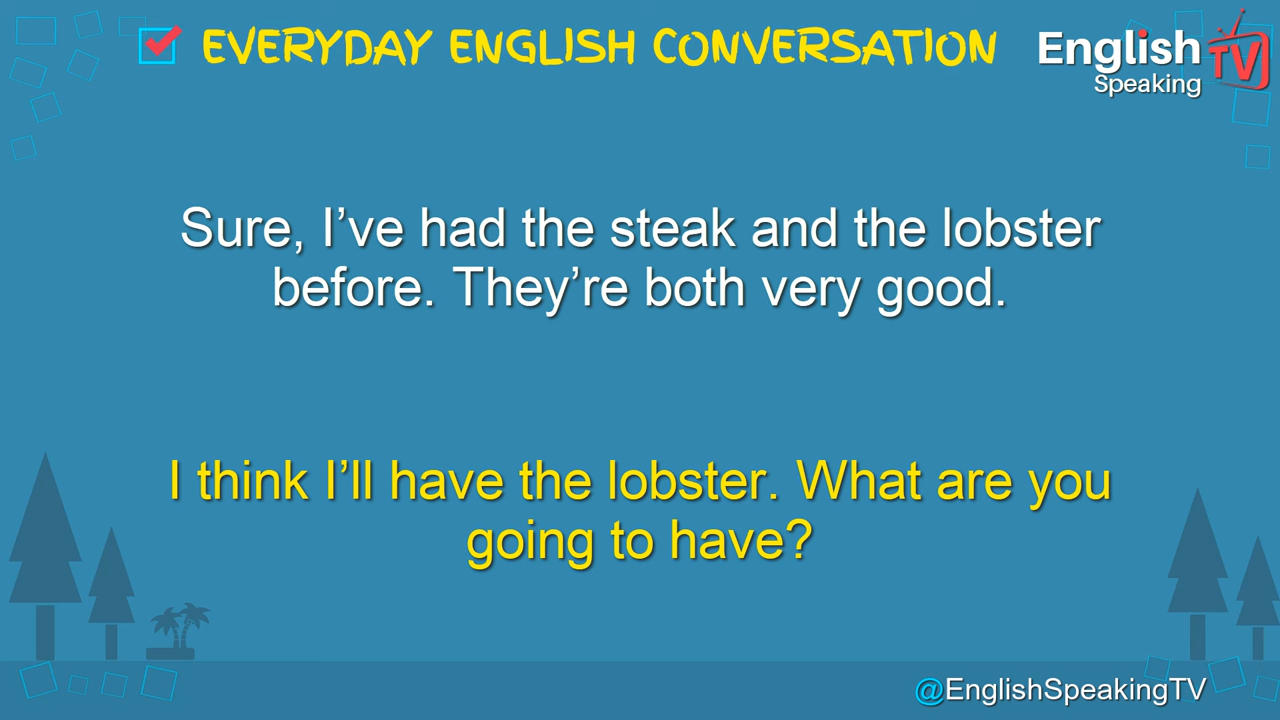 EVERYDAY ENGLISH CONVERSATION
English
Speaking
TV
Sure, I’ve had the steak and the lobster
before. They’re both very good.
I think I’ll have the lobster. What are you
going to have?
@EnglishSpeakingTV